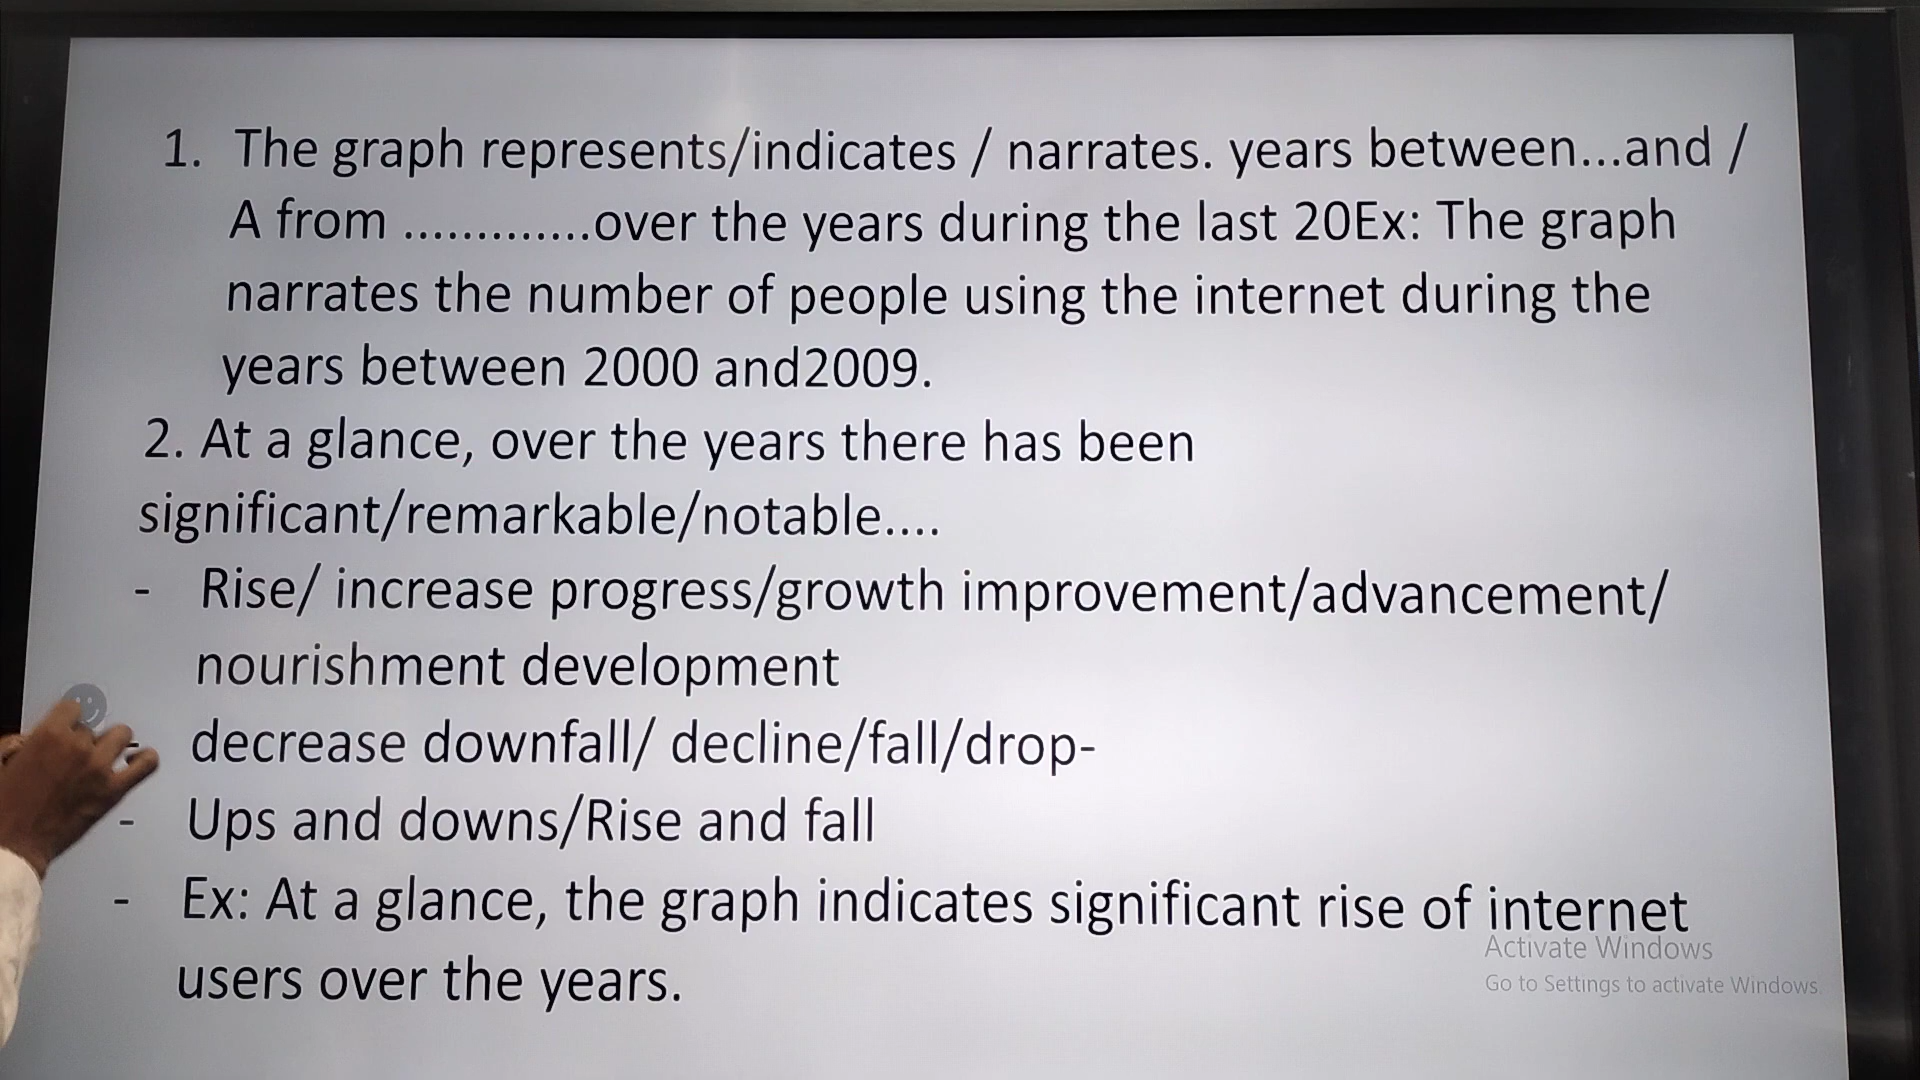 1. The graph represents/indicates / narrates. years between...and /
A from .............over the years during the last 20Ex: The graph
narrates the number of people using the internet during the
years between 2000 and2009.
2. At a glance, over the years there has been
significant/remarkable/notable....
- Rise/ increase progress/growth improvement/advancement/
nourishment development
- decrease downfall/ decline/fall/drop-
- Ups and downs/Rise and fall
- Ex: At a glance, the graph indicates significant rise of internet
users over the years.
Activate Windows
Go to Settings to activate Windows.